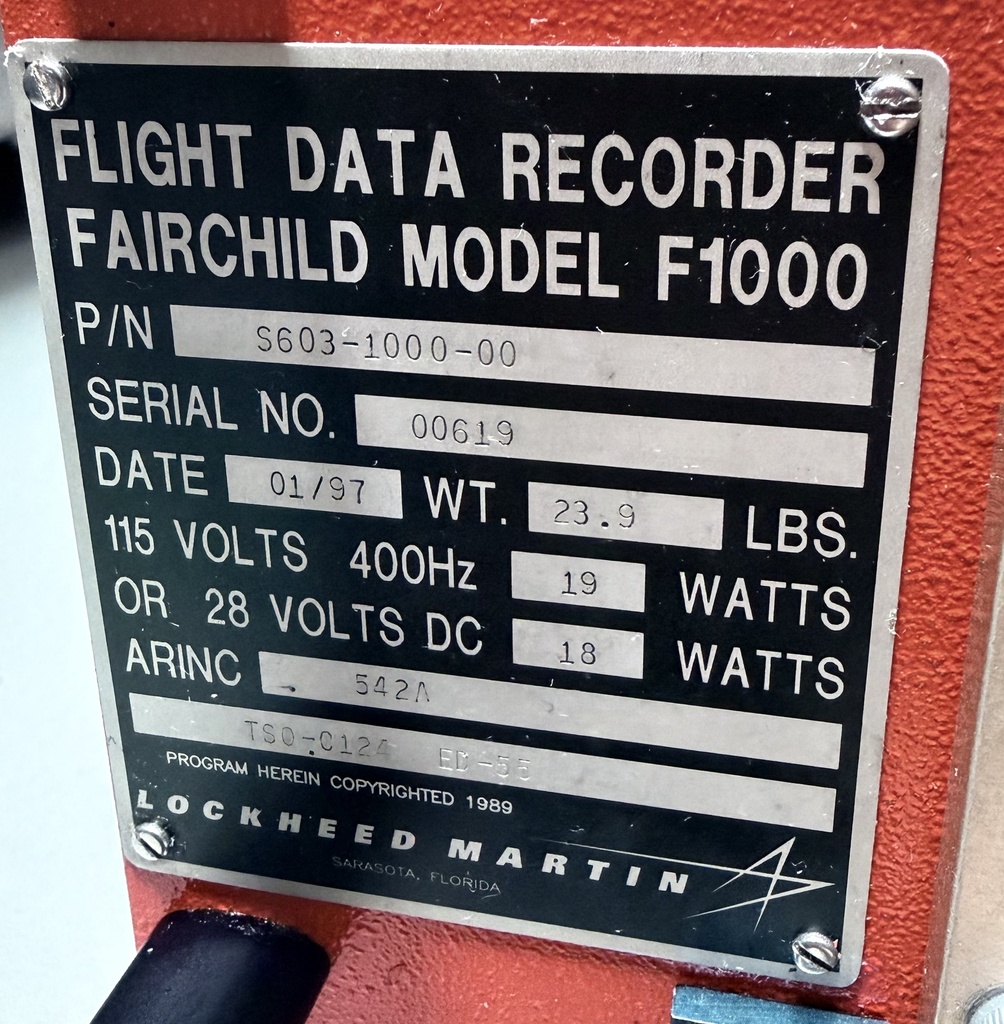 FLIGHT DATA RECORDER
FAIRCHILD MODEL F1000
P/N S603-1000-00
SERIAL NO. 00619
DATE 01/97 WT. 23.9 LBS.
115 VOLTS 400Hz 19 WATTS
OR 28 VOLTS DC 18 WATTS
ARINC 542A
TSO-C124 ED-55
PROGRAM HEREIN COPYRIGHTED 1989
LOCKHEED MARTIN
SARASOTA, FLORIDA